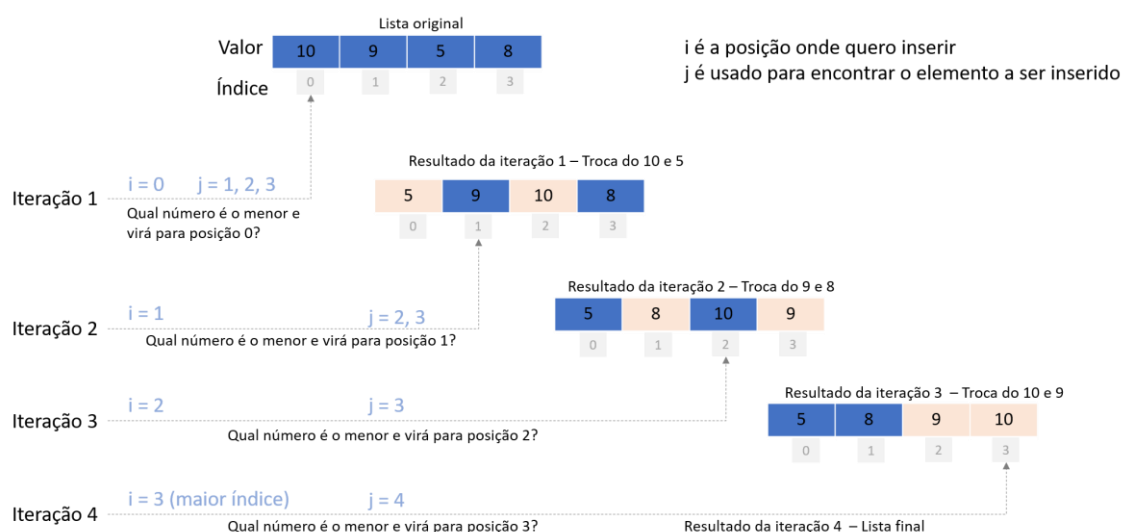 Lista original
Valor
10 9 5 8
Índice
0 1 2 3
i é a posição onde quero inserir
j é usado para encontrar o elemento a ser inserido
Resultado da iteração 1 – Troca do 10 e 5
Iteração 1
i = 0 j = 1, 2, 3
5 9 10 8
0 1 2 3
Qual número é o menor e
virá para posição 0?
Resultado da iteração 2 – Troca do 9 e 8
Iteração 2
i = 1 j = 2, 3
5 8 10 9
0 1 2 3
Qual número é o menor e virá para posição 1?
Resultado da iteração 3 – Troca do 10 e 9
Iteração 3
i = 2 j = 3
5 8 9 10
0 1 2 3
Qual número é o menor e virá para posição 2?
Iteração 4
i = 3 (maior índice) j = 4
Qual número é o menor e virá para posição 3?
Resultado da iteração 4 – Lista final